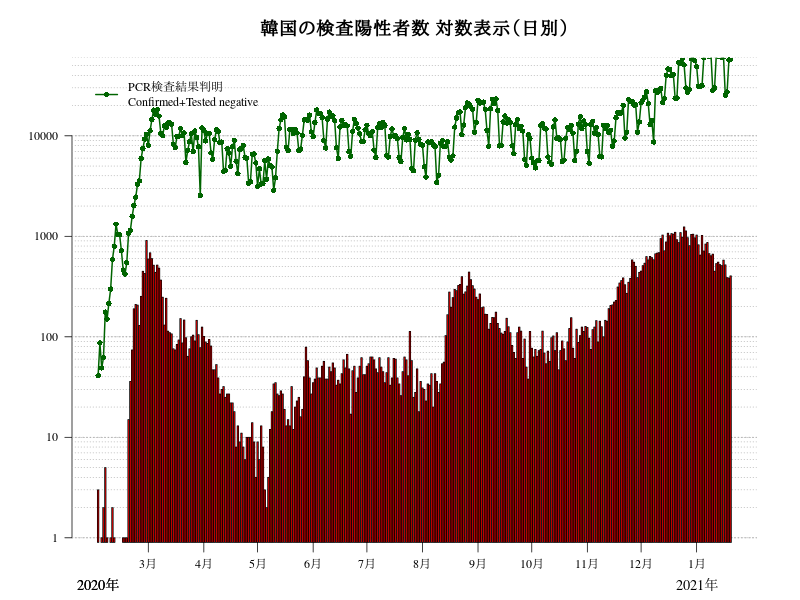 韓国の検査陽性者数 対数表示(日別)
PCR検査結果判明
Confirmed+Tested negative
10000
1000
100
10
1
3月 4月 5月 6月 7月 8月 9月 10月 11月 12月 1月
2020年 2021年